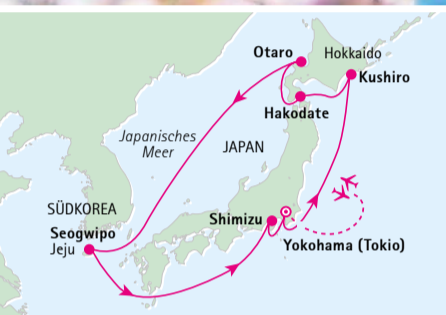 Otaro
Hokkaido
Kushiro
Hakodate
Japanisches
Meer
JAPAN
SÜDKOREA
Seogwipo
Jeju
Shimizu
Yokohama (Tokio)